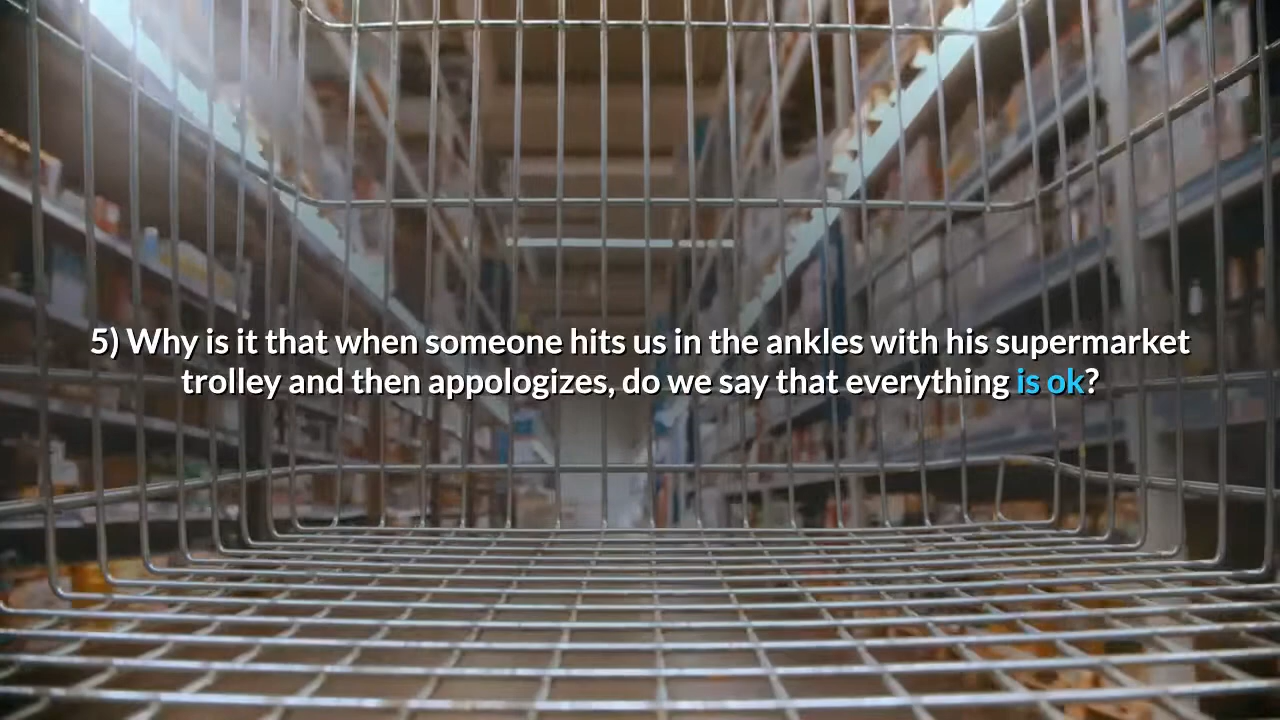 5) Why is it that when someone hits us in the ankles with his supermarket
trolley and then appologizes, do we say that everything is ok?